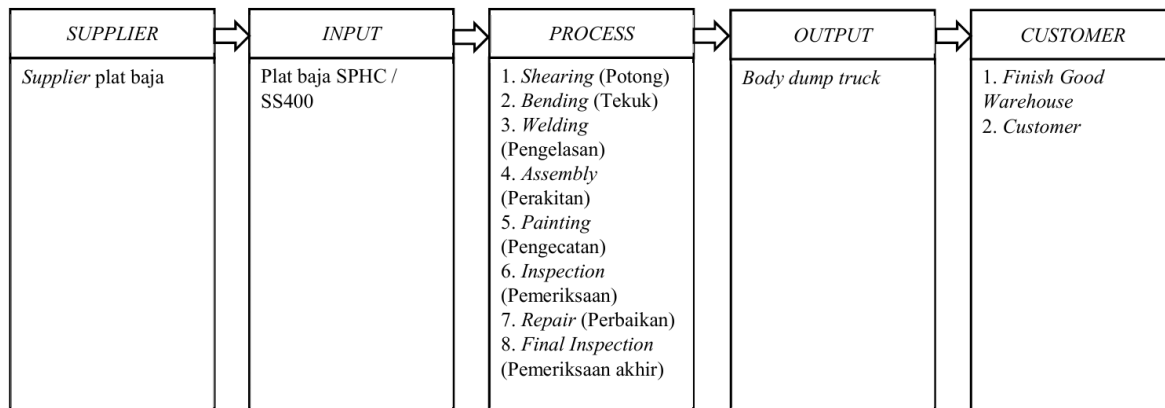 SUPPLIER
INPUT
PROCESS
OUTPUT
CUSTOMER
Supplier plat baja
Plat baja SPHC /
SS400
1. Shearing (Potong)
2. Bending (Tekuk)
3. Welding
(Pengelasan)
4. Assembly
(Perakitan)
5. Painting
(Pengecatan)
6. Inspection
(Pemeriksaan)
7. Repair (Perbaikan)
8. Final Inspection
(Pemeriksaan akhir)
Body dump truck
1. Finish Good
Warehouse
2. Customer